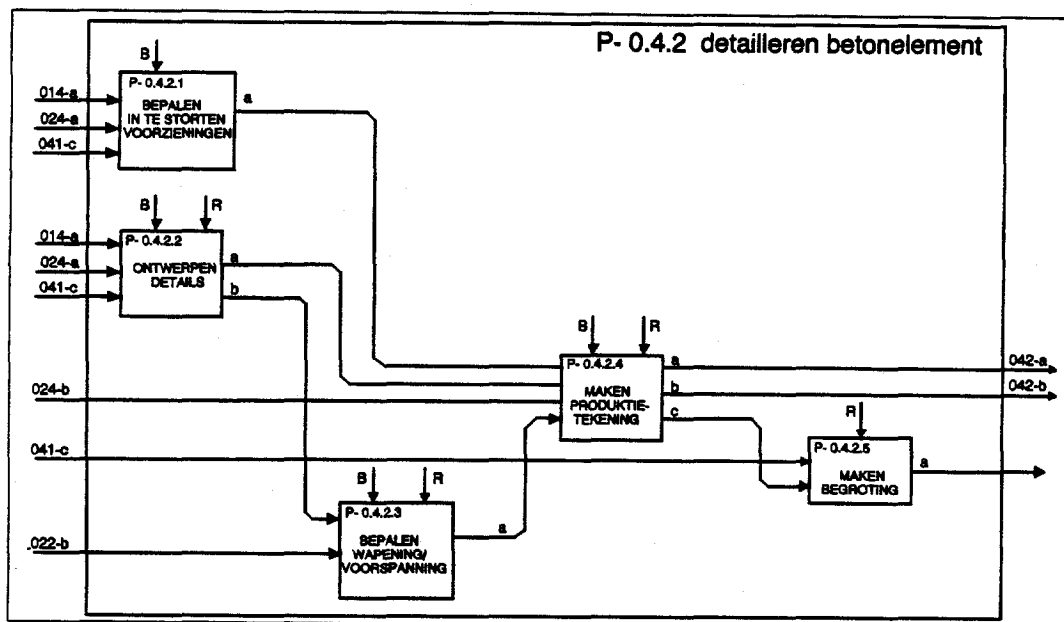 P- 0.4.2 detailleren betonelement
B
P- 0.4.2.1
014-a
BEPALEN
a
IN TE STORTEN
024-a
VOORZIENINGEN
041-c
B
R
014-a
P- 0.4.2.2
024-a
ONTWERPEN
a
DETAILS
041-c
b
B
R
P- 0.4.2.4
a
042-a
024-b
MAKEN
b
042-b
PRODUKTIE-
c
TEKENING
R
041-c
P- 0.4.2.5
a
MAKEN
BEGROTING
B
R
P- 0.4.2.3
a
022-b
BEPALEN
WAPENING/
VOORSPANNING